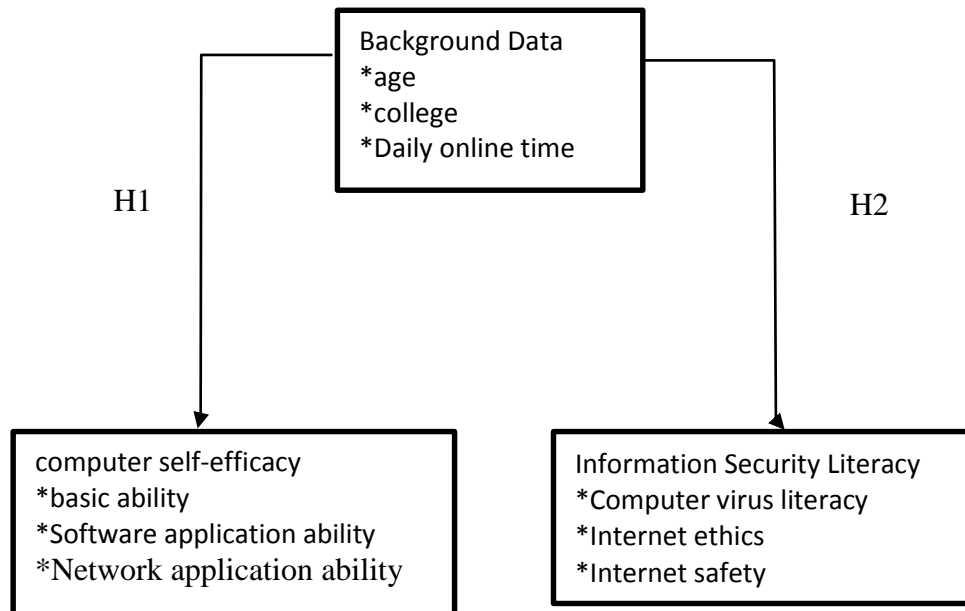 Background Data
*age
*college
*Daily online time
H1
H2
computer self-efficacy
*basic ability
*Software application ability
*Network application ability
Information Security Literacy
*Computer virus literacy
*Internet ethics
*Internet safety